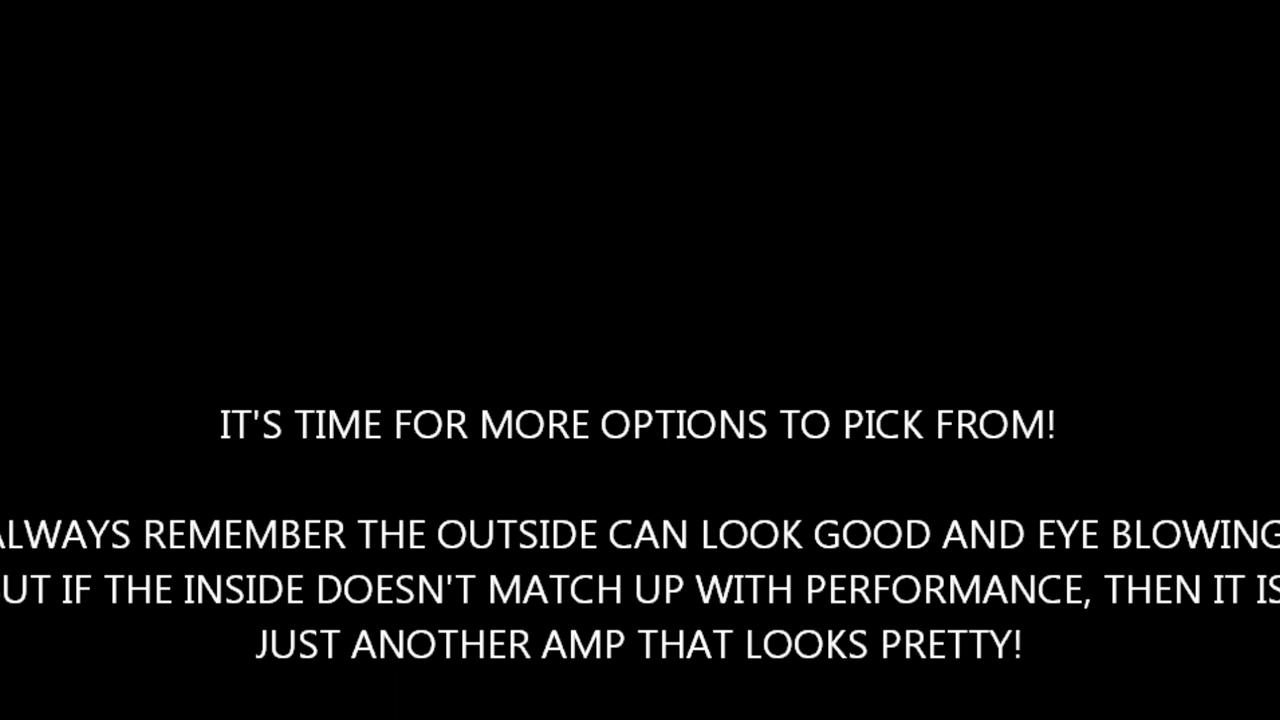 IT'S TIME FOR MORE OPTIONS TO PICK FROM!
ALWAYS REMEMBER THE OUTSIDE CAN LOOK GOOD AND EYE BLOWING
UT IF THE INSIDE DOESN'T MATCH UP WITH PERFORMANCE, THEN IT IS
JUST ANOTHER AMP THAT LOOKS PRETTY!